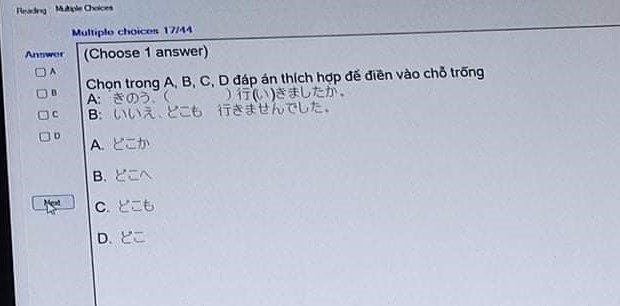 Reading Multiple Choices
Multiple choices 17/44
Answer
(Choose 1 answer)
A
B
C
D
Chọn trong A, B, C, D đáp án thích hợp để điền vào chỗ trống
A: きのう、( )行(い)きましたか。
B: いいえ、どこも 行きませんでした。
A. どこか
B. どこへ
C. どこも
D. どこ
Next